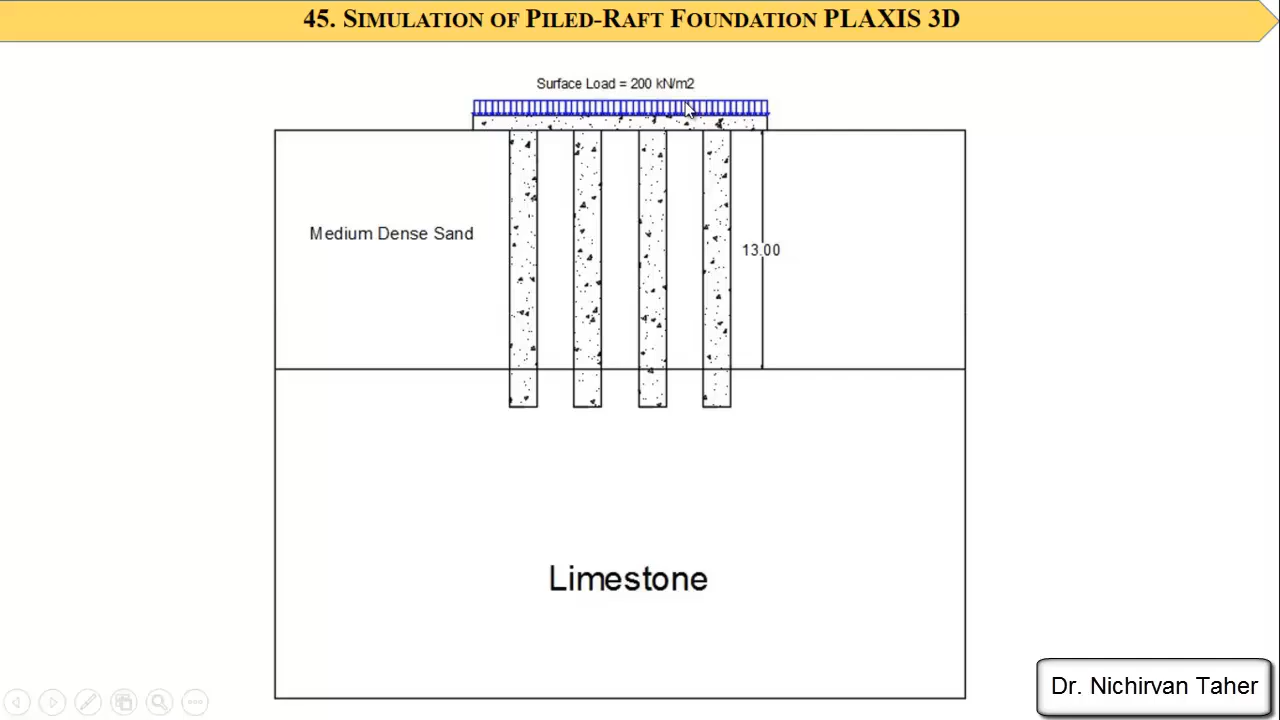 45. SIMULATION OF PILED-RAFT FOUNDATION PLAXIS 3D
Surface Load = 200 kN/m2
Medium Dense Sand
13.00
Limestone
Dr. Nichirvan Taher